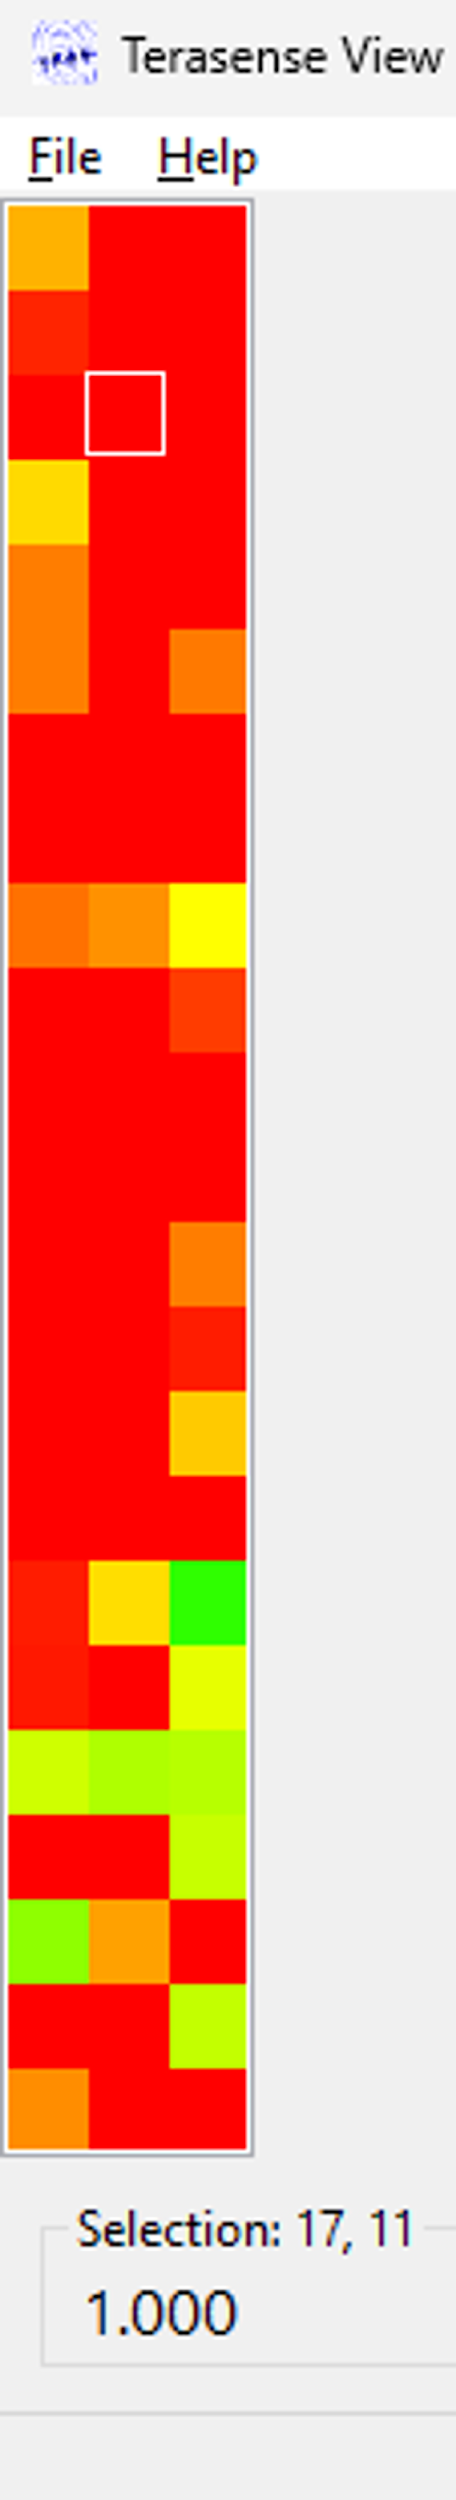 Terasense View
File Help
Selection: 17, 11
1.000